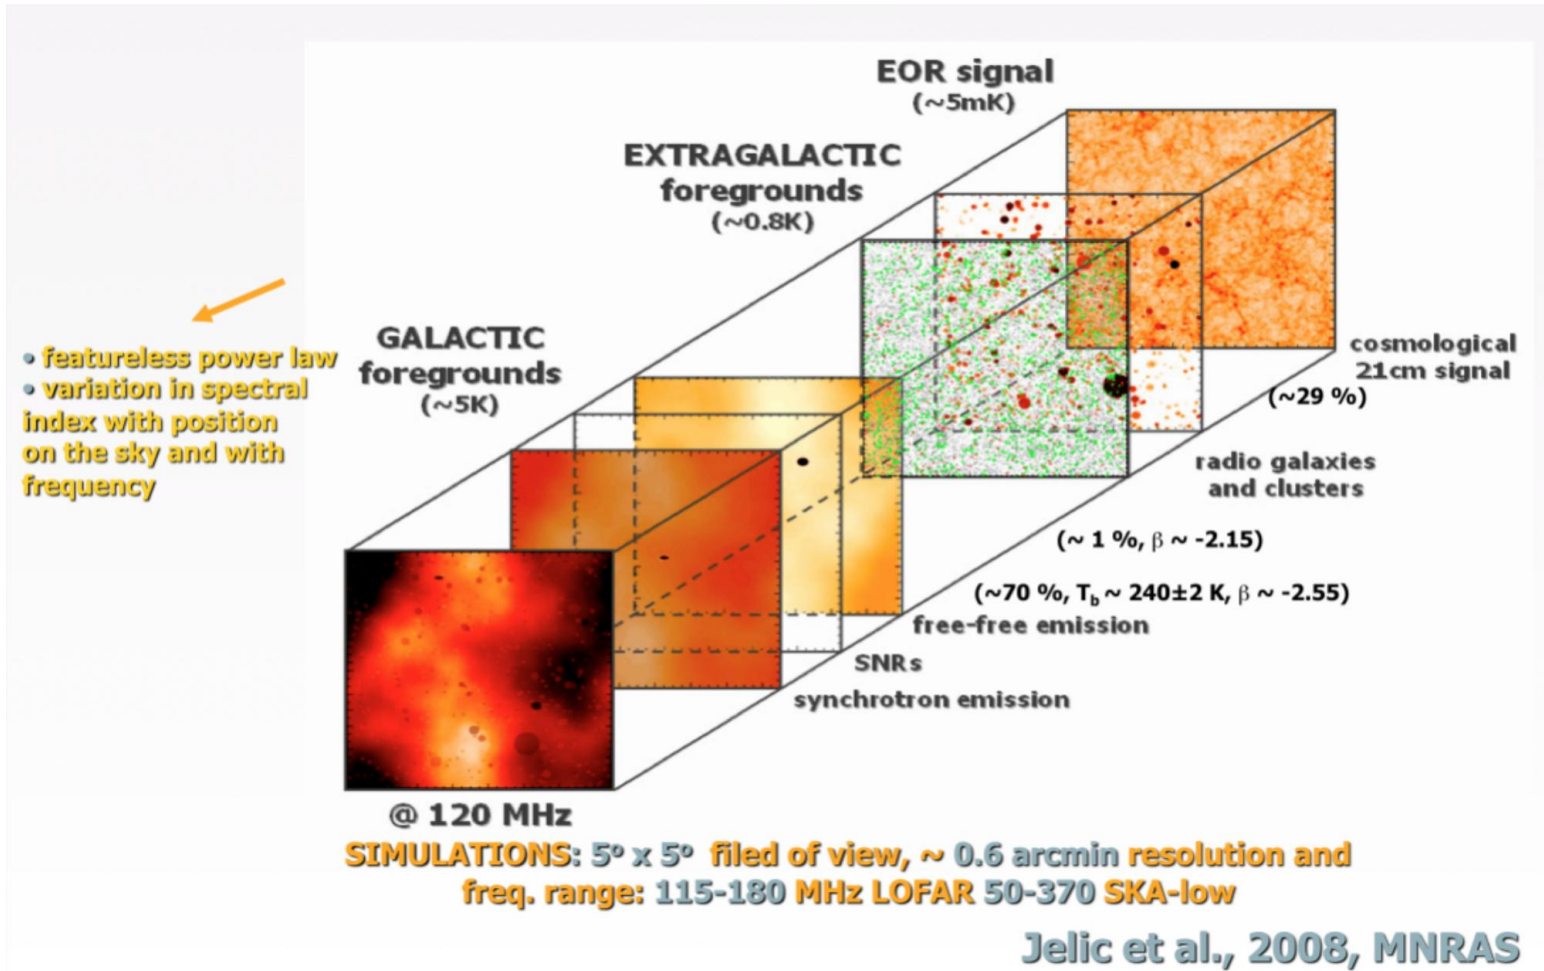 EOR signal
(~5mK)
EXTRAGALACTIC
foregrounds
(~0.8K)
GALACTIC
foregrounds
(~5K)
• featureless power law
• variation in spectral
index with position
on the sky and with
frequency
cosmological
21cm signal
(~29 %)
radio galaxies
and clusters
(~ 1 %, β ~ -2.15)
(~70 %, Tb ~ 240±2 K, β ~ -2.55)
free-free emission
SNRs
synchrotron emission
@ 120 MHz
SIMULATIONS: 5º x 5º filed of view, ~ 0.6 arcmin resolution and
freq. range: 115-180 MHz LOFAR 50-370 SKA-low
Jelic et al., 2008, MNRAS